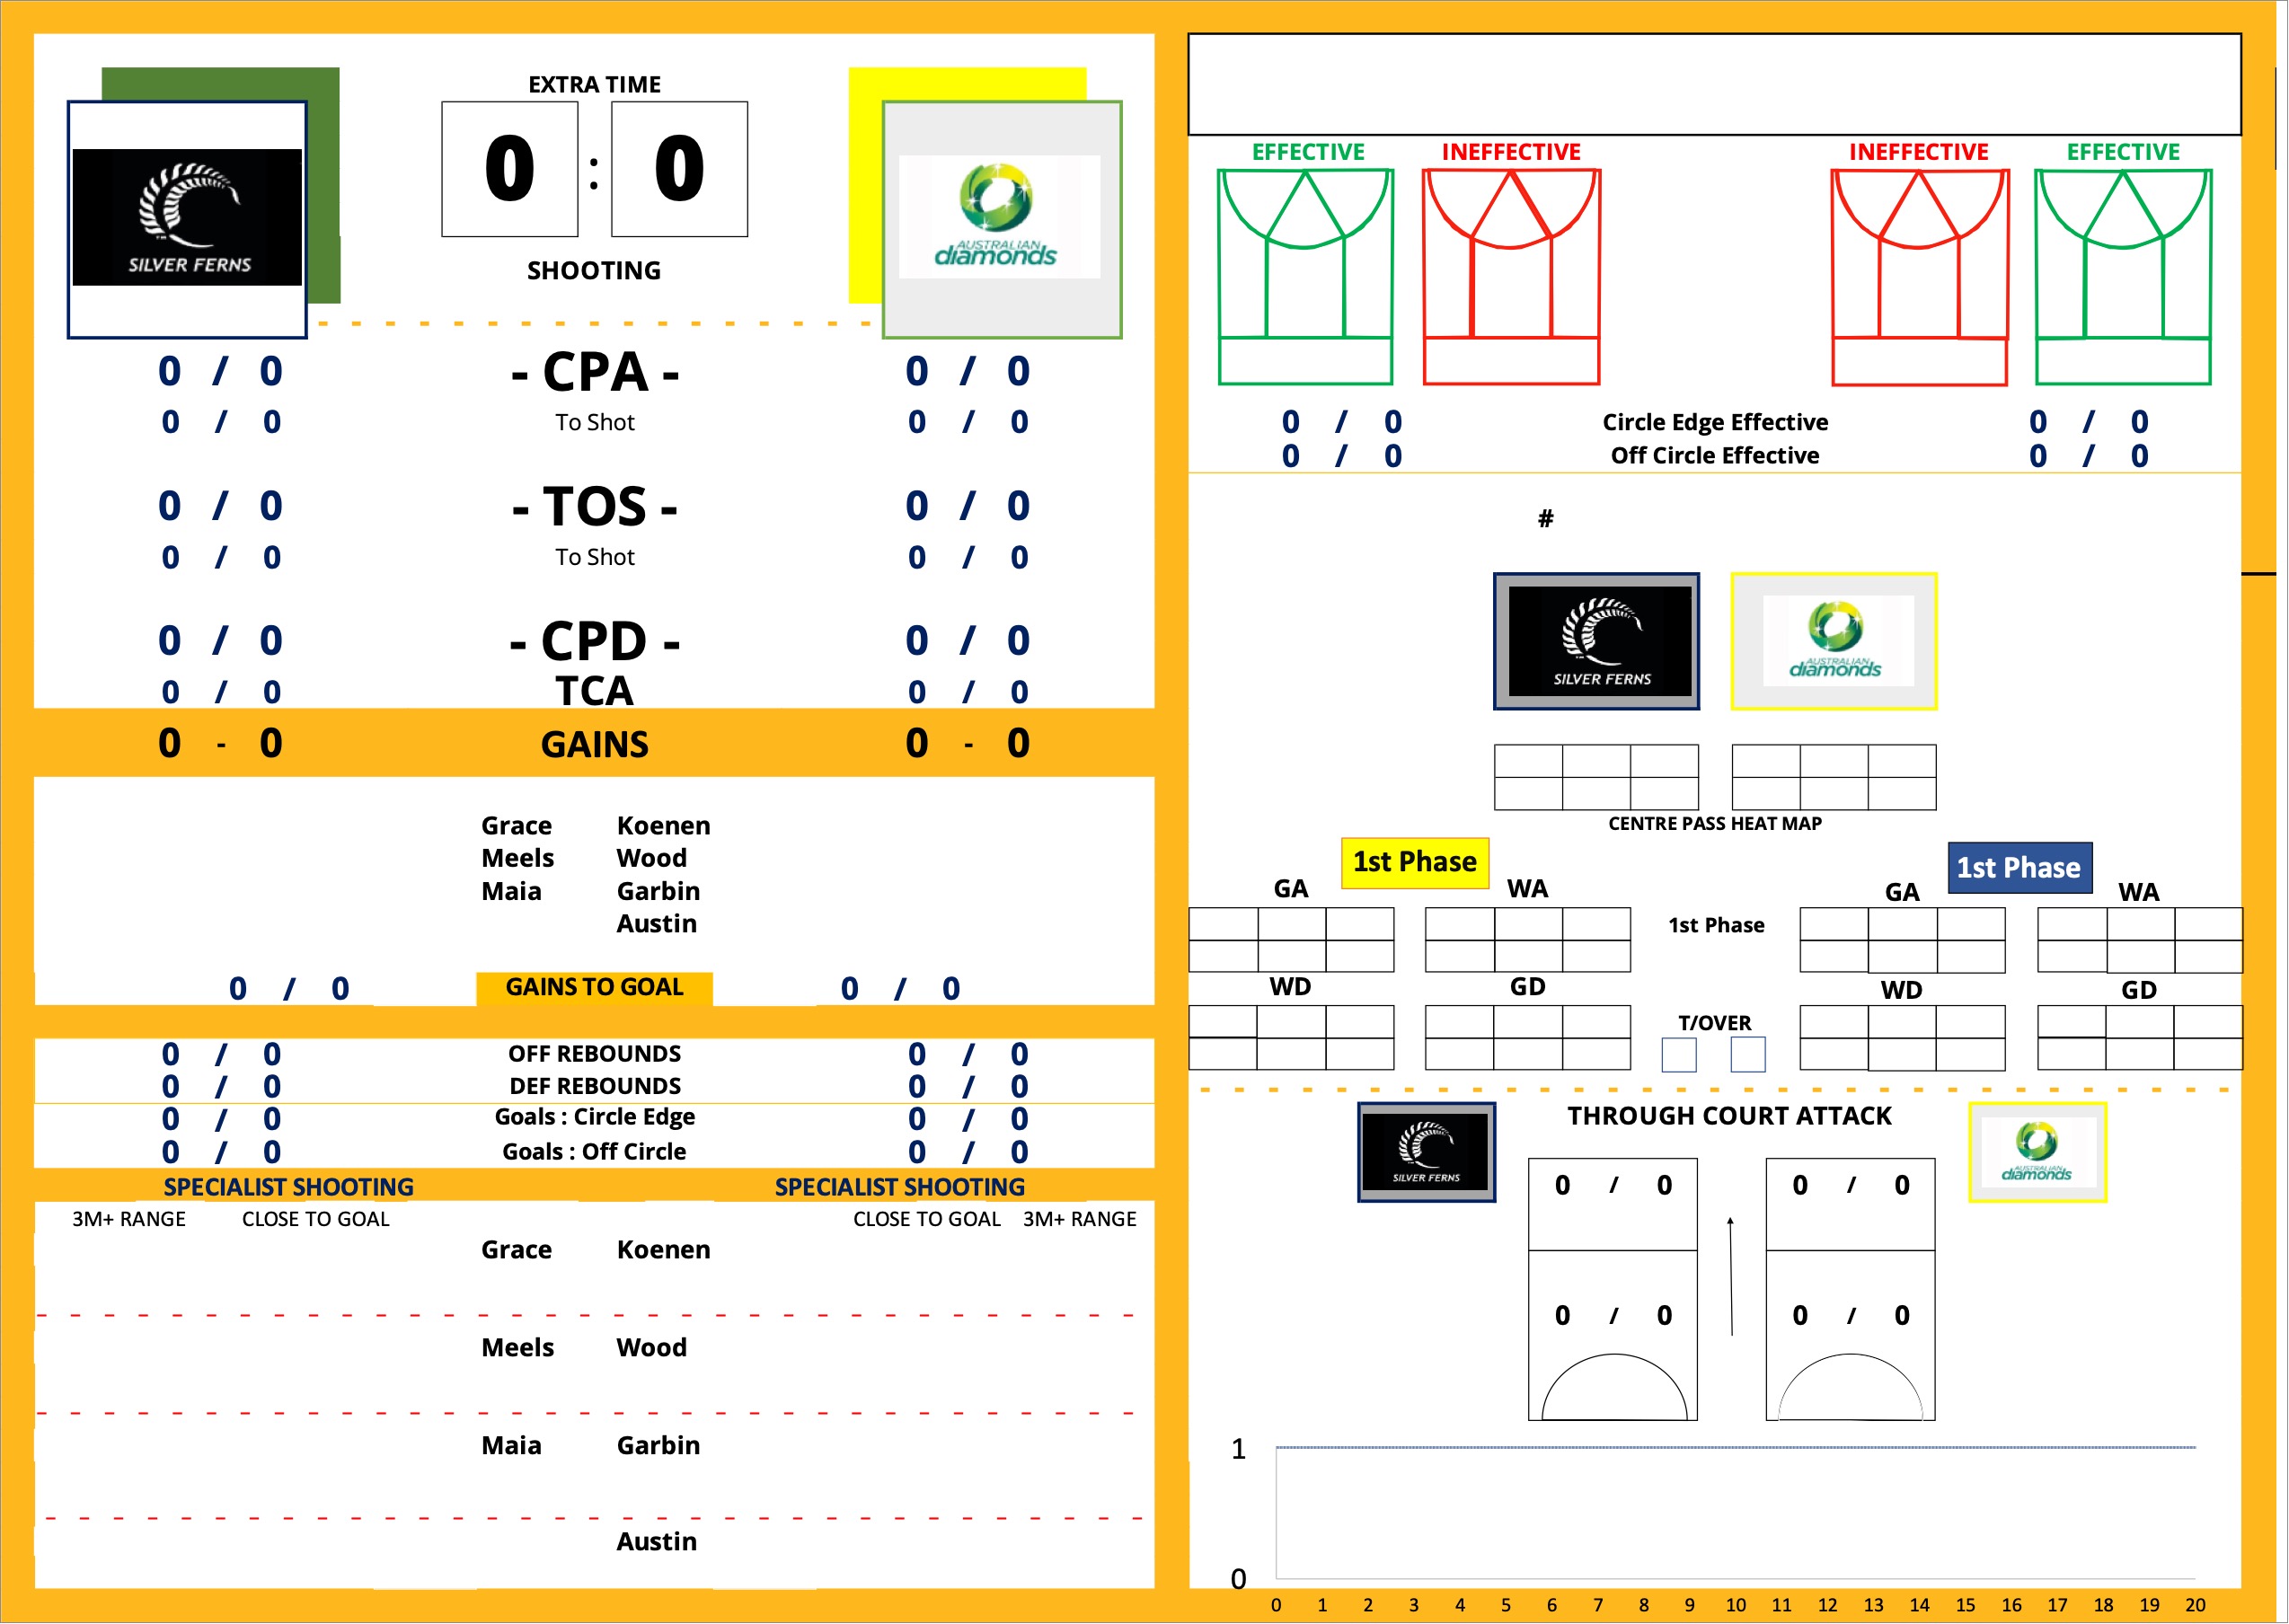 EXTRA TIME
0 : 0
SILVER FERNS
AUSTRALIAN
diamonds
SHOOTING
0 / 0 - CPA - 0 / 0
0 / 0 To Shot 0 / 0
0 / 0 - TOS - 0 / 0
0 / 0 To Shot 0 / 0
0 / 0 - CPD - 0 / 0
0 / 0 TCA 0 / 0
0 - 0 GAINS 0 - 0
Grace Koenen
Meels Wood
Maia Garbin
Austin
0 / 0 GAINS TO GOAL 0 / 0
0 / 0 OFF REBOUNDS 0 / 0
0 / 0 DEF REBOUNDS 0 / 0
0 / 0 Goals : Circle Edge 0 / 0
0 / 0 Goals : Off Circle 0 / 0
SPECIALIST SHOOTING SPECIALIST SHOOTING
3M+ RANGE CLOSE TO GOAL CLOSE TO GOAL 3M+ RANGE
Grace Koenen
Meels Wood
Maia Garbin
Austin
EFFECTIVE INEFFECTIVE INEFFECTIVE EFFECTIVE
0 / 0 Circle Edge Effective 0 / 0
0 / 0 Off Circle Effective 0 / 0
#
SILVER FERNS
AUSTRALIAN
diamonds
CENTRE PASS HEAT MAP
1st Phase 1st Phase
GA WA GA WA
1st Phase
WD GD WD GD
T/OVER
THROUGH COURT ATTACK
SILVER FERNS
AUSTRALIAN
diamonds
0 / 0 0 / 0
0 / 0 0 / 0
1
0
0 1 2 3 4 5 6 7 8 9 10 11 12 13 14 15 16 17 18 19 20